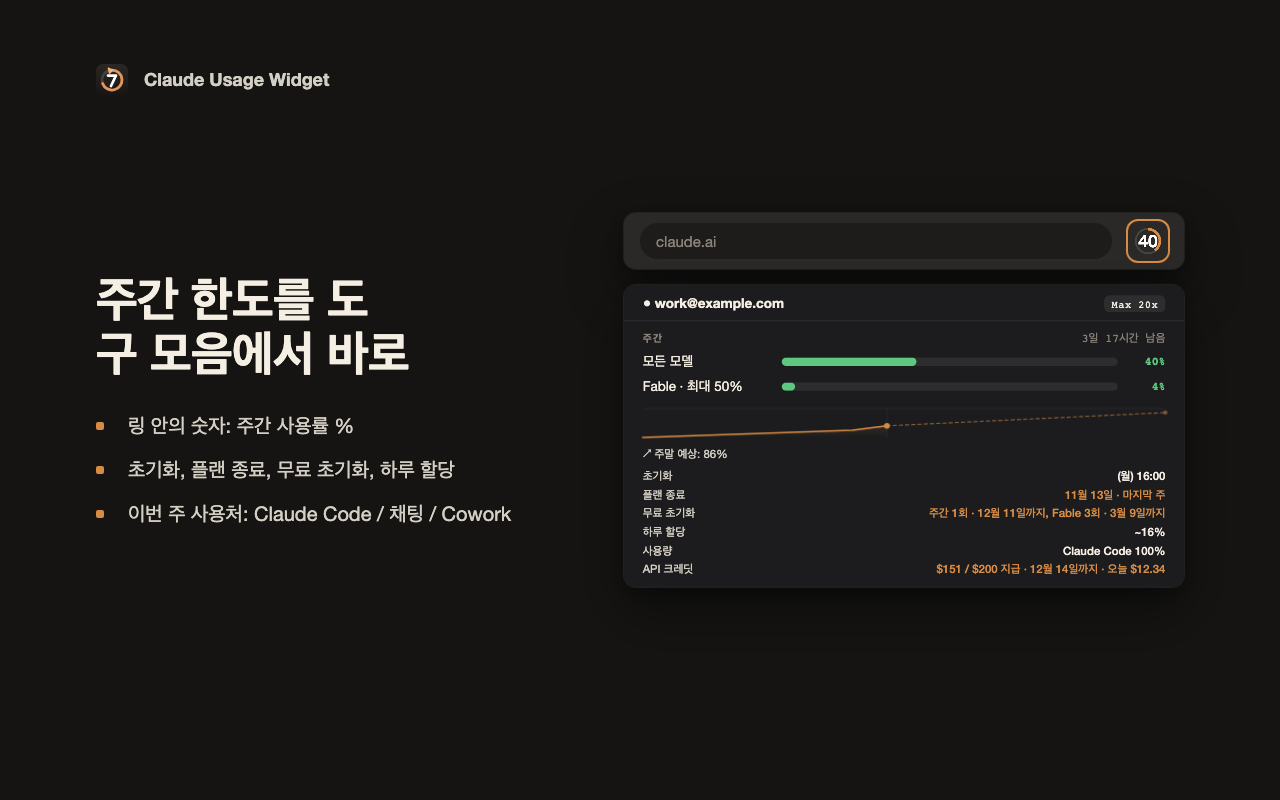 7
Claude Usage Widget
주간 한도를 도
구 모음에서 바로
링 안의 숫자: 주간 사용률 %
초기화, 플랜 종료, 무료 초기화, 하루 할당
이번 주 사용처: Claude Code / 채팅 / Cowork
claude.ai
40
work@example.com
Max 20x
주간
3일 17시간 남음
모든 모델
40%
Fable · 최대 50%
4%
↗ 주말 예상: 86%
초기화
(월) 16:00
플랜 종료
11월 13일 · 마지막 주
무료 초기화
주간 1회 · 12월 11일까지, Fable 3회 · 3월 9일까지
하루 할당
~16%
사용량
Claude Code 100%
API 크레딧
$151 / $200 지급 · 12월 14일까지 · 오늘 $12.34